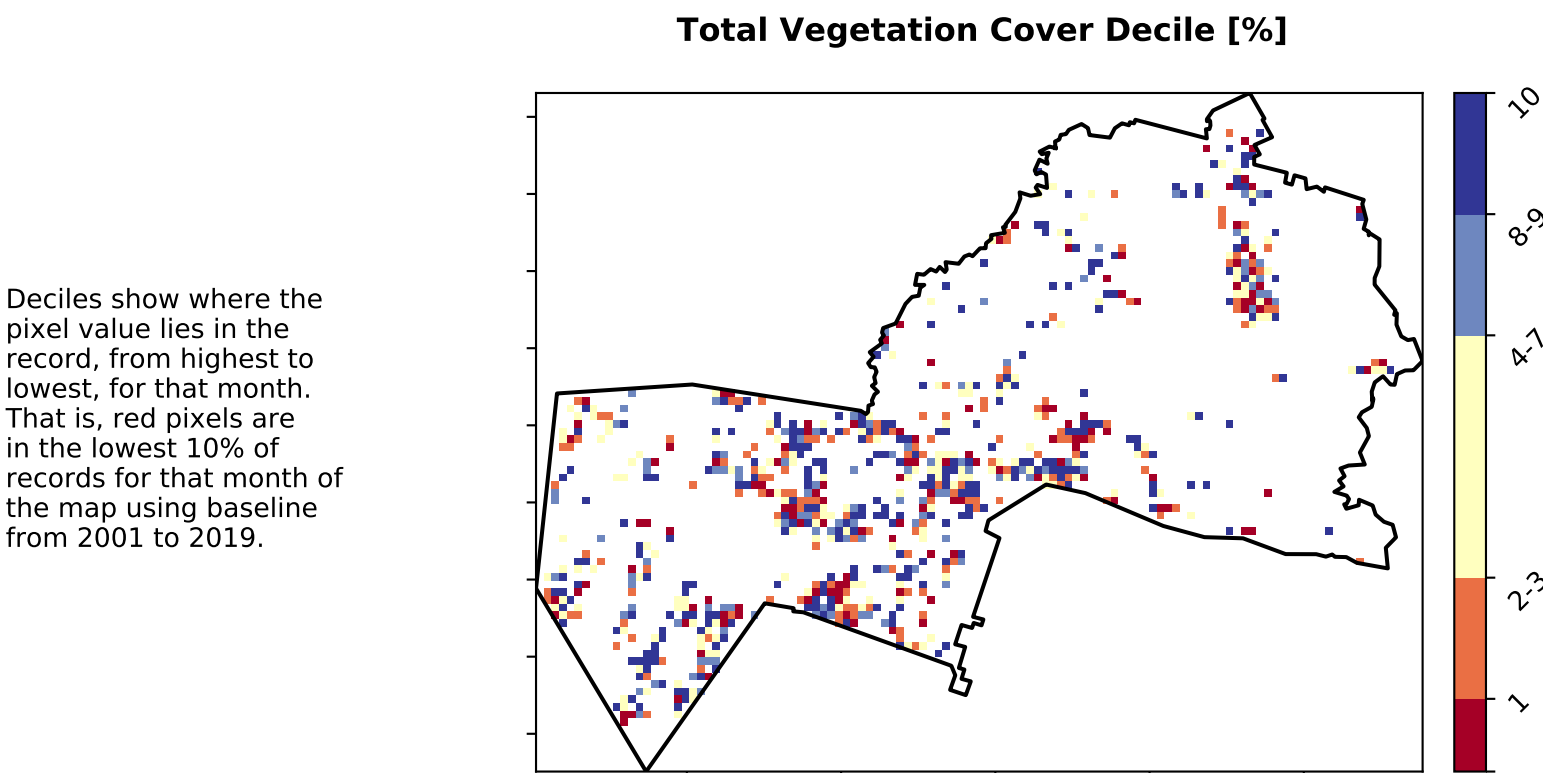 Total Vegetation Cover Decile [%]
Deciles show where the
pixel value lies in the
record, from highest to
lowest, for that month.
That is, red pixels are
in the lowest 10% of
records for that month of
the map using baseline
from 2001 to 2019.
10
8-9
4-7
2-3
1